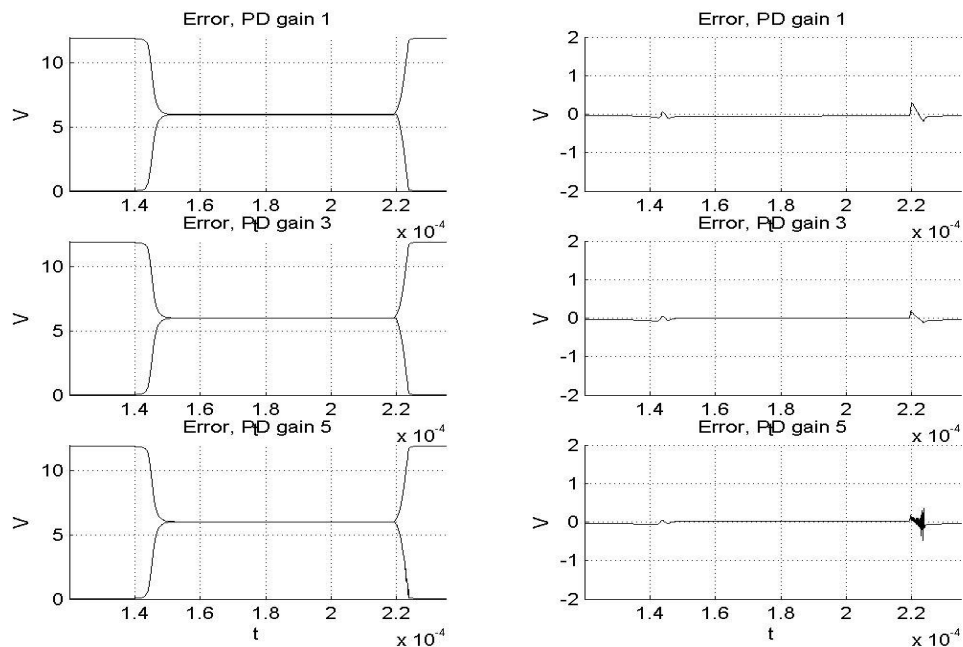 Error, PD gain 1
V
10
5
0
1.4 1.6 1.8 2 2.2
t
x 10-4
Error, PD gain 1
V
2
1
0
-1
-2
1.4 1.6 1.8 2 2.2
t
x 10-4
Error, PD gain 3
V
10
5
0
1.4 1.6 1.8 2 2.2
t
x 10-4
Error, PD gain 3
V
2
1
0
-1
-2
1.4 1.6 1.8 2 2.2
t
x 10-4
Error, PD gain 5
V
10
5
0
1.4 1.6 1.8 2 2.2
t
x 10-4
Error, PD gain 5
V
2
1
0
-1
-2
1.4 1.6 1.8 2 2.2
t
x 10-4